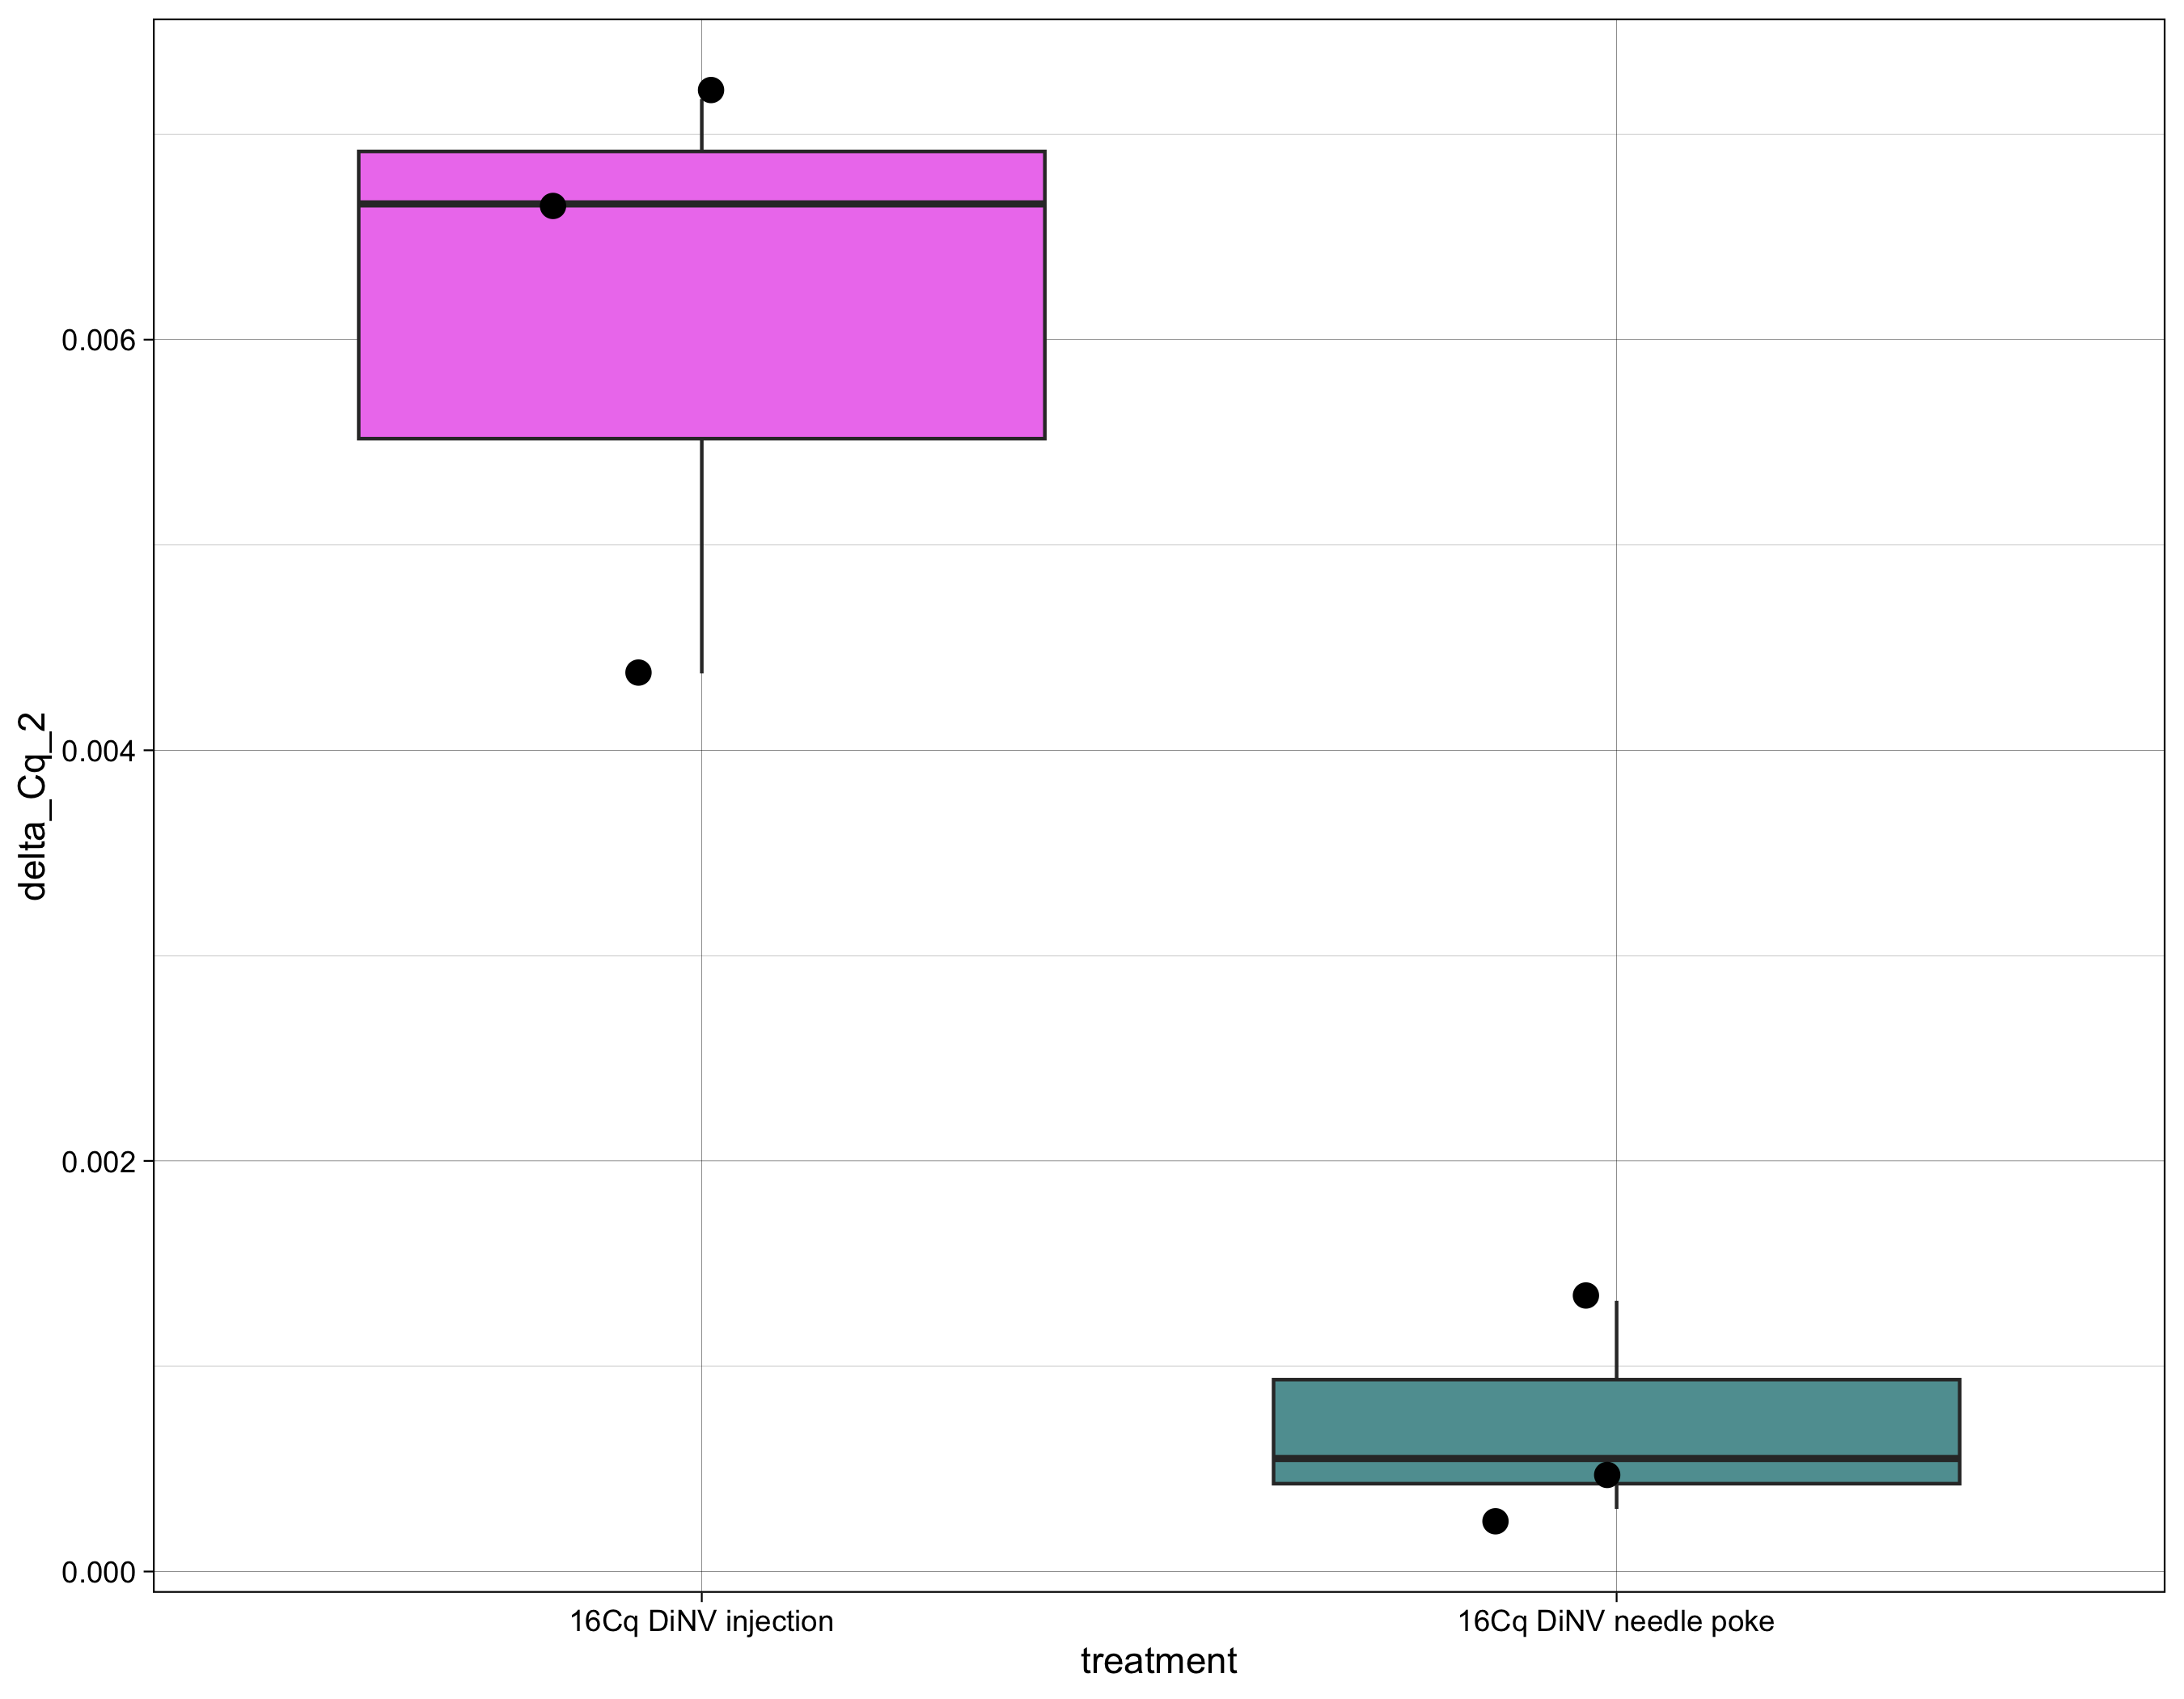 delta_Cq_2
0.006
0.004
0.002
0.000
16Cq DiNV injection
16Cq DiNV needle poke
treatment